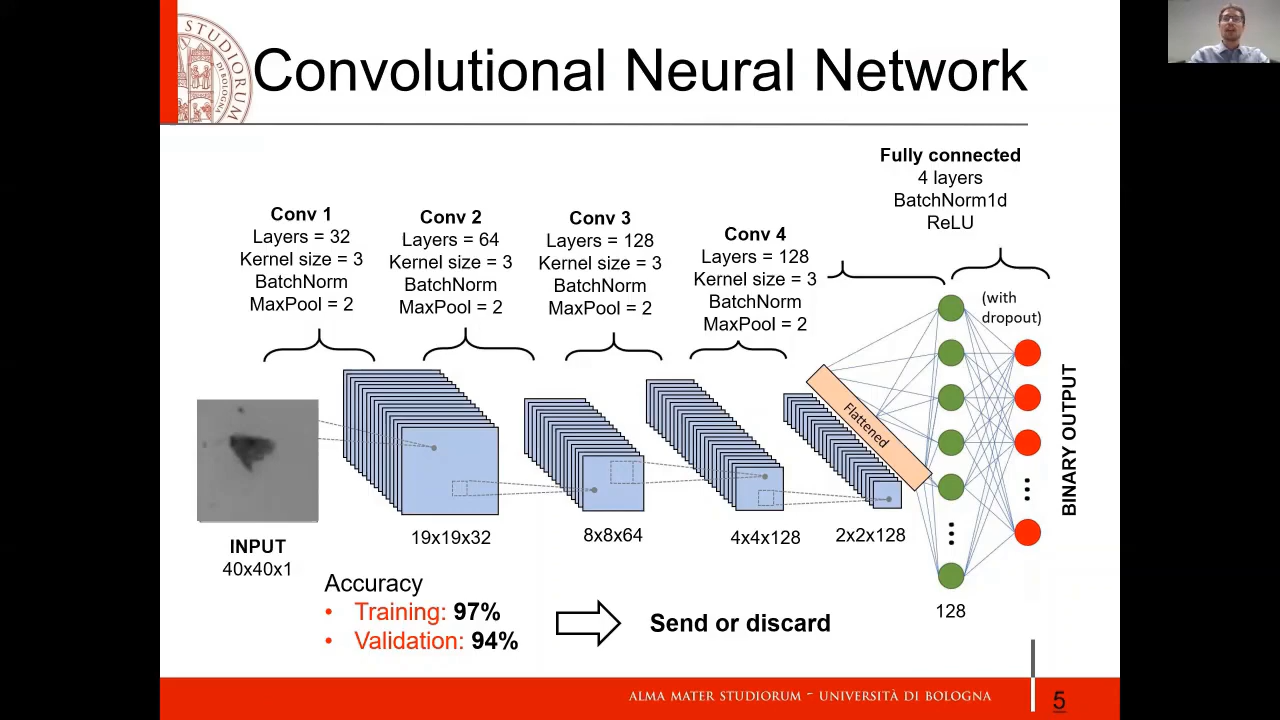 STUDIORUM
DI BOLOGNA
Convolutional Neural Network
Fully connected
4 layers
BatchNorm1d
ReLU
Conv 1
Layers = 32
Kernel size = 3
BatchNorm
MaxPool = 2
Conv 2
Layers = 64
Kernel size = 3
BatchNorm
MaxPool = 2
Conv 3
Layers = 128
Kernel size = 3
BatchNorm
MaxPool = 2
Conv 4
Layers = 128
Kernel size = 3
BatchNorm
MaxPool = 2
(with
dropout)
Flattened
BINARY OUTPUT
INPUT
40x40x1
19x19x32
8x8x64
4x4x128
2x2x128
128
Accuracy
• Training: 97%
• Validation: 94%
Send or discard
ALMA MATER STUDIORUM - UNIVERSITÀ DI BOLOGNA
5